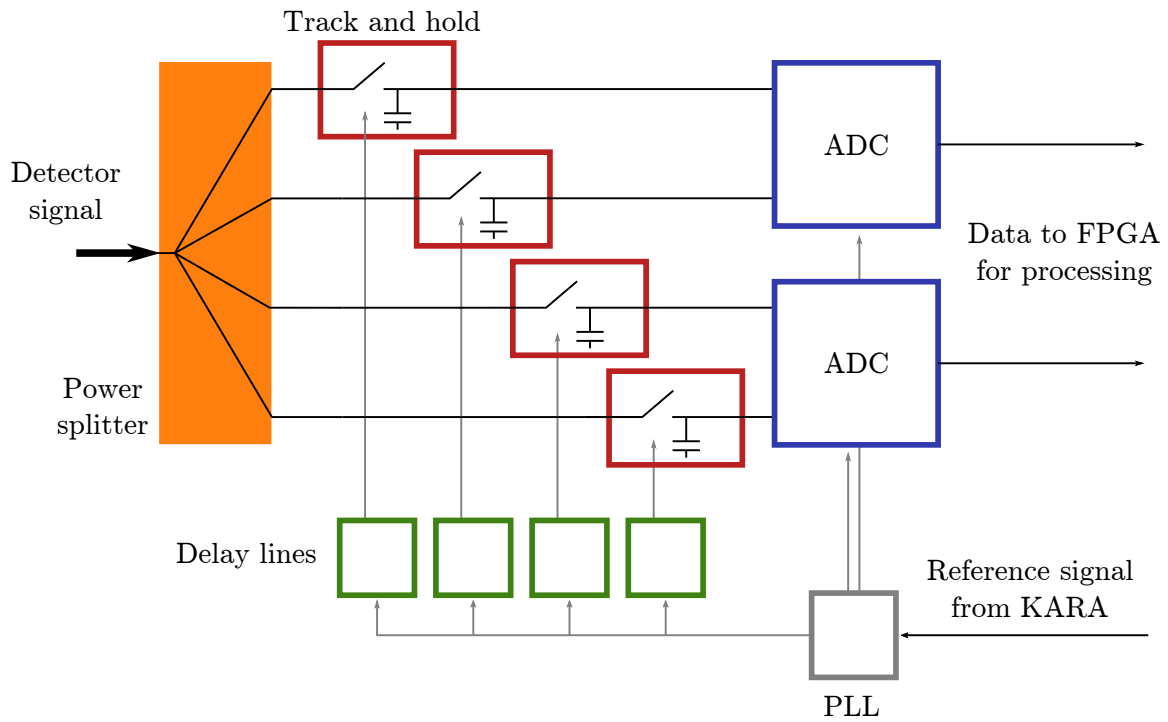 Track and hold
ADC
Detector
signal
Data to FPGA
for processing
ADC
Power
splitter
Delay lines
Reference signal
from KARA
PLL